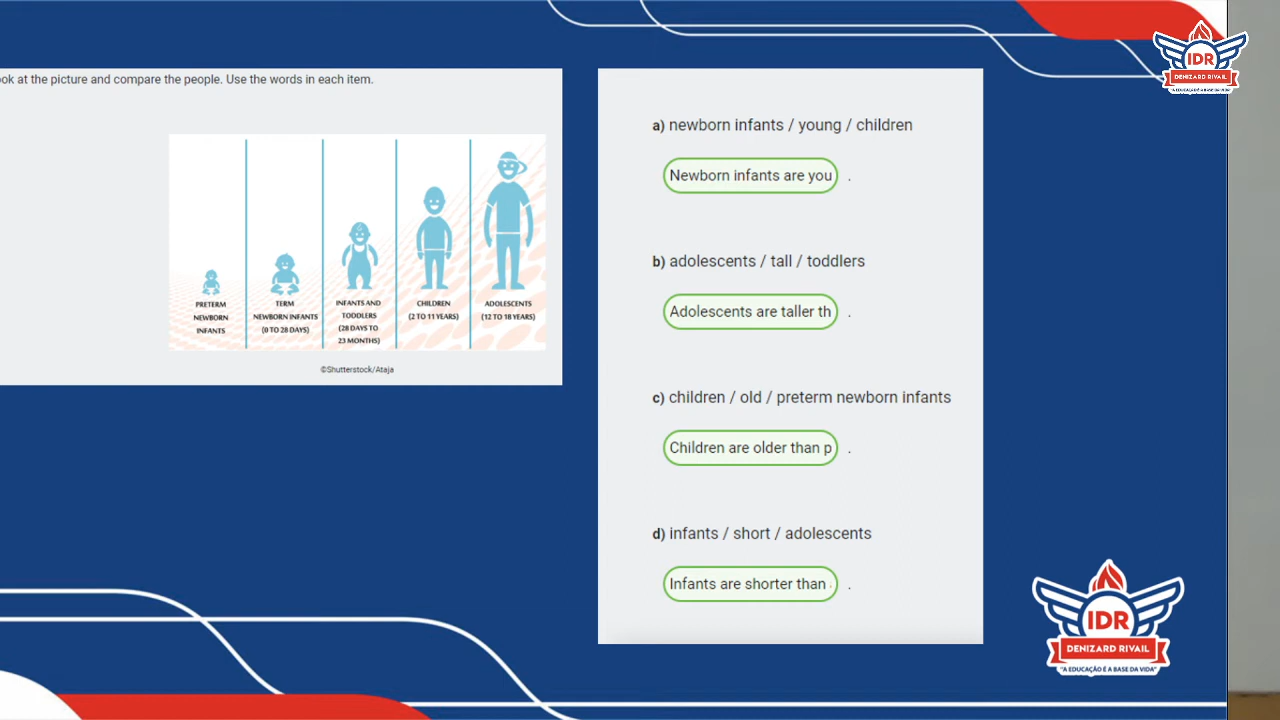 ok at the picture and compare the people. Use the words in each item.
PRETERM
NEWBORN
INFANTS
TERM
NEWBORN INFANTS
(0 TO 28 DAYS)
INFANTS AND
TODDLERS
(28 DAYS TO
23 MONTHS)
CHILDREN
(2 TO 11 YEARS)
ADOLESCENTS
(12 TO 18 YEARS)
©Shutterstock/Ataja
a) newborn infants / young / children
Newborn infants are you .
b) adolescents / tall / toddlers
Adolescents are taller th .
c) children / old / preterm newborn infants
Children are older than p .
d) infants / short / adolescents
Infants are shorter than .
IDR
DENIZARD RIVAIL
"A EDUCAÇÃO É A BASE DA VIDA"
IDR
DENIZARD RIVAIL
"A EDUCAÇÃO É A BASE DA VIDA"